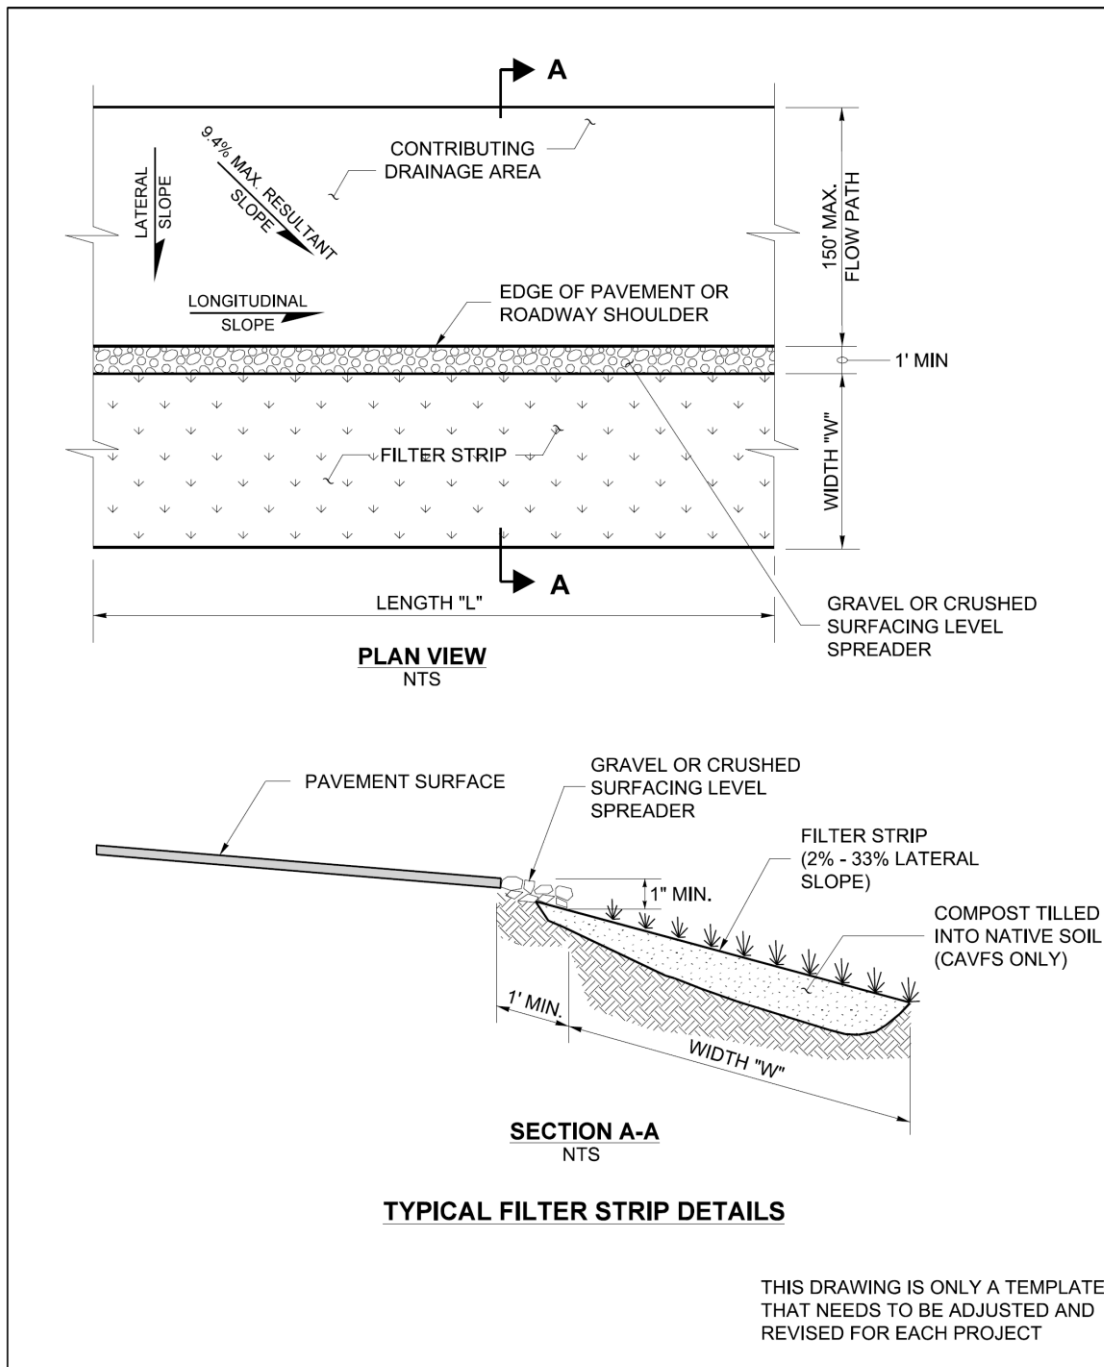 A
9.4% MAX. RESULTANT
SLOPE
LATERAL
SLOPE
CONTRIBUTING
DRAINAGE AREA
150' MAX.
FLOW PATH
LONGITUDINAL
SLOPE
EDGE OF PAVEMENT OR
ROADWAY SHOULDER
1' MIN
FILTER STRIP
WIDTH "W"
A
LENGTH "L"
GRAVEL OR CRUSHED
SURFACING LEVEL
SPREADER
PLAN VIEW
NTS
PAVEMENT SURFACE
GRAVEL OR CRUSHED
SURFACING LEVEL
SPREADER
FILTER STRIP
(2% - 33% LATERAL
SLOPE)
1" MIN.
COMPOST TILLED
INTO NATIVE SOIL
(CAVFS ONLY)
1' MIN.
WIDTH "W"
SECTION A-A
NTS
TYPICAL FILTER STRIP DETAILS
THIS DRAWING IS ONLY A TEMPLATE
THAT NEEDS TO BE ADJUSTED AND
REVISED FOR EACH PROJECT